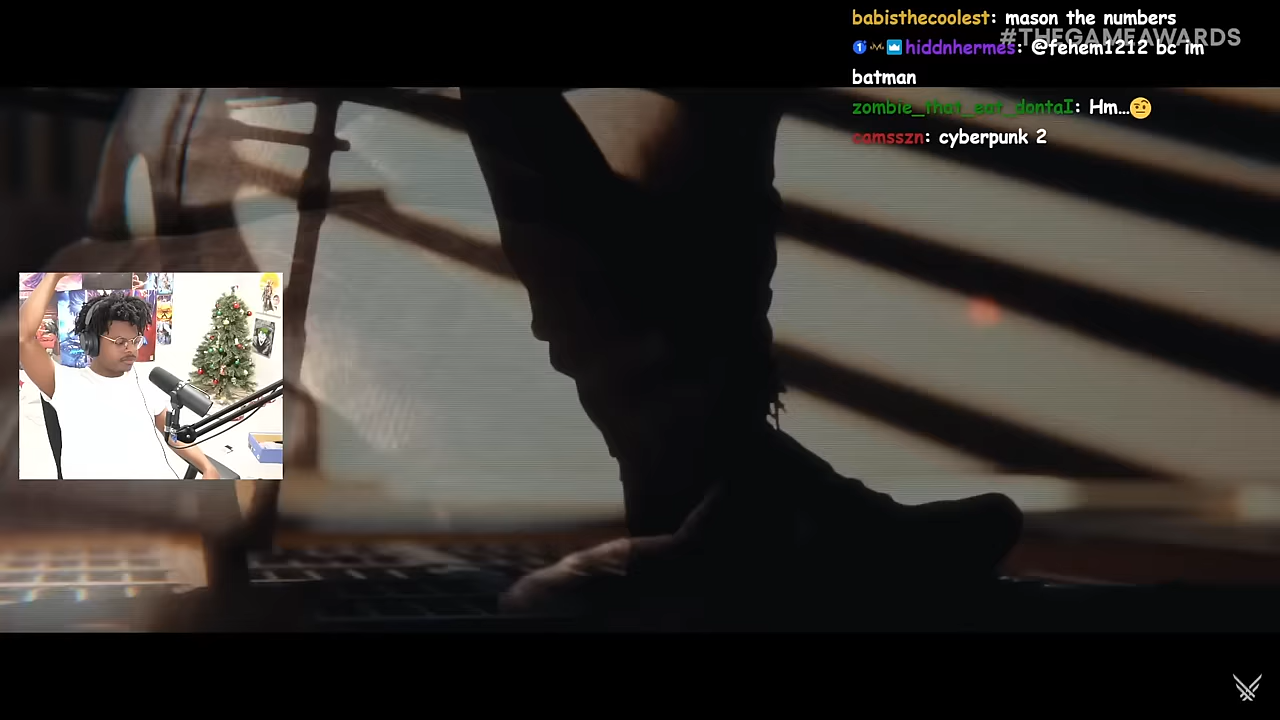 babisthecoolest: mason the numbers
#THEGAMEAWARDS
hiddnhermes: @fehem1212 bc im
batman
zombie_that_eat_dontaI: Hm...🤨
camsszn: cyberpunk 2